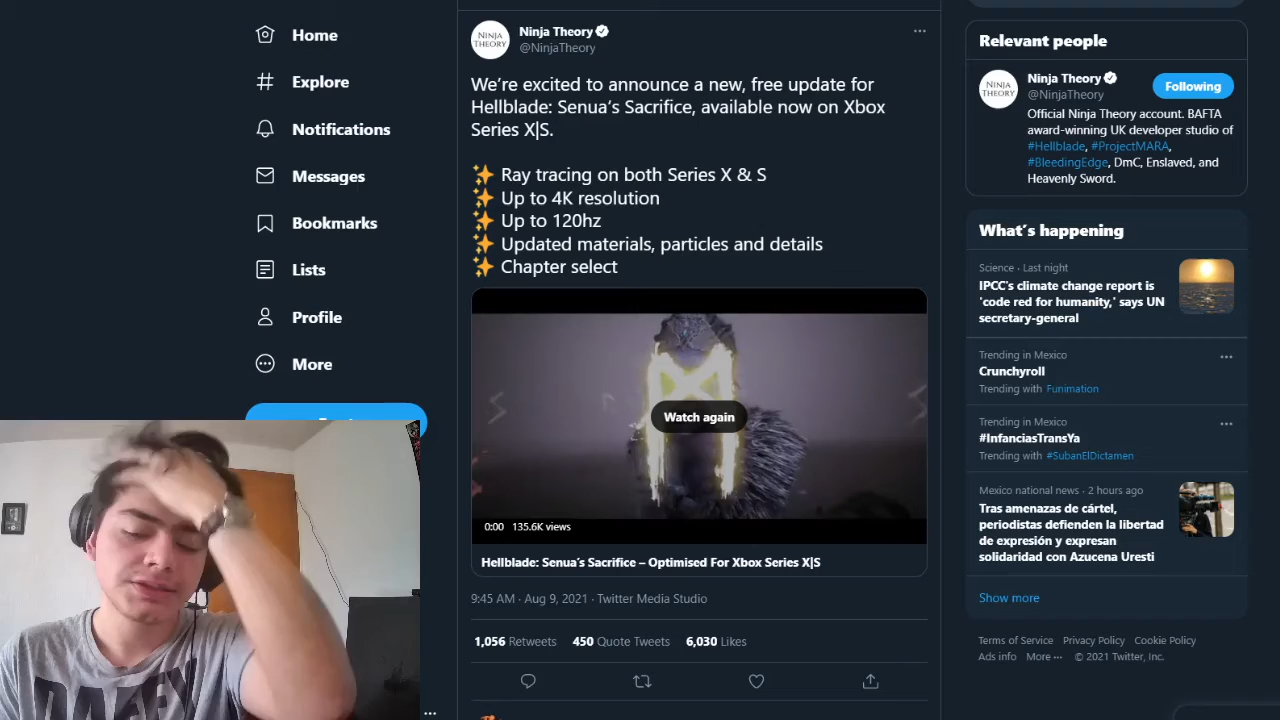 Home
Explore
Notifications
Messages
Bookmarks
Lists
Profile
More
NINJA
THEORY
Ninja Theory
@NinjaTheory
We're excited to announce a new, free update for
Hellblade: Senua's Sacrifice, available now on Xbox
Series X|S.
✨ Ray tracing on both Series X & S
✨ Up to 4K resolution
✨ Up to 120hz
✨ Updated materials, particles and details
✨ Chapter select
Watch again
0:00 135.6K views
Hellblade: Senua's Sacrifice – Optimised For Xbox Series X|S
9:45 AM · Aug 9, 2021 · Twitter Media Studio
1,056 Retweets 450 Quote Tweets 6,030 Likes
Relevant people
NINJA
THEORY
Ninja Theory
@NinjaTheory
Following
Official Ninja Theory account. BAFTA
award-winning UK developer studio of
#Hellblade, #ProjectMARA,
#BleedingEdge, DmC, Enslaved, and
Heavenly Sword.
What's happening
Science · Last night
IPCC's climate change report is
'code red for humanity,' says UN
secretary-general
Trending in Mexico
Crunchyroll
Trending with Funimation
Trending in Mexico
#InfanciasTransYa
Trending with #SubanElDictamen
Mexico national news · 2 hours ago
Tras amenazas de cártel,
periodistas defienden la libertad
de expresión y expresan
solidaridad con Azucena Uresti
Show more
Terms of Service Privacy Policy Cookie Policy
Ads info More ··· © 2021 Twitter, Inc.